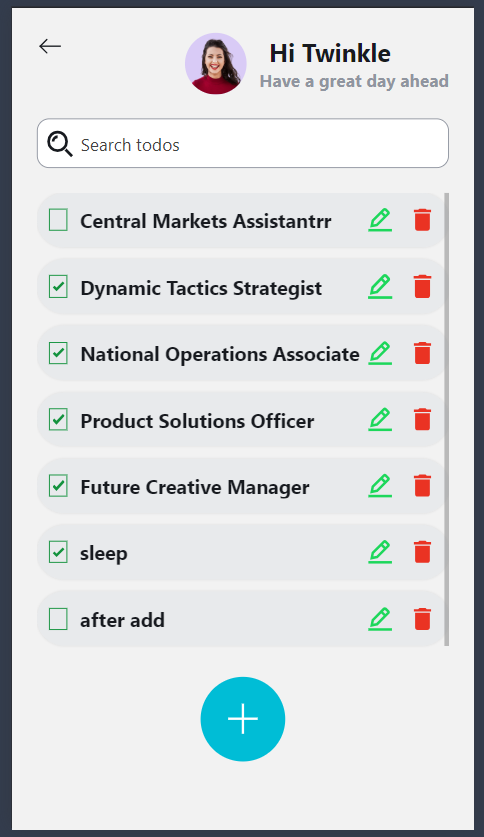 Hi Twinkle
Have a great day ahead
Search todos
Central Markets Assistantrr
Dynamic Tactics Strategist
National Operations Associate
Product Solutions Officer
Future Creative Manager
sleep
after add